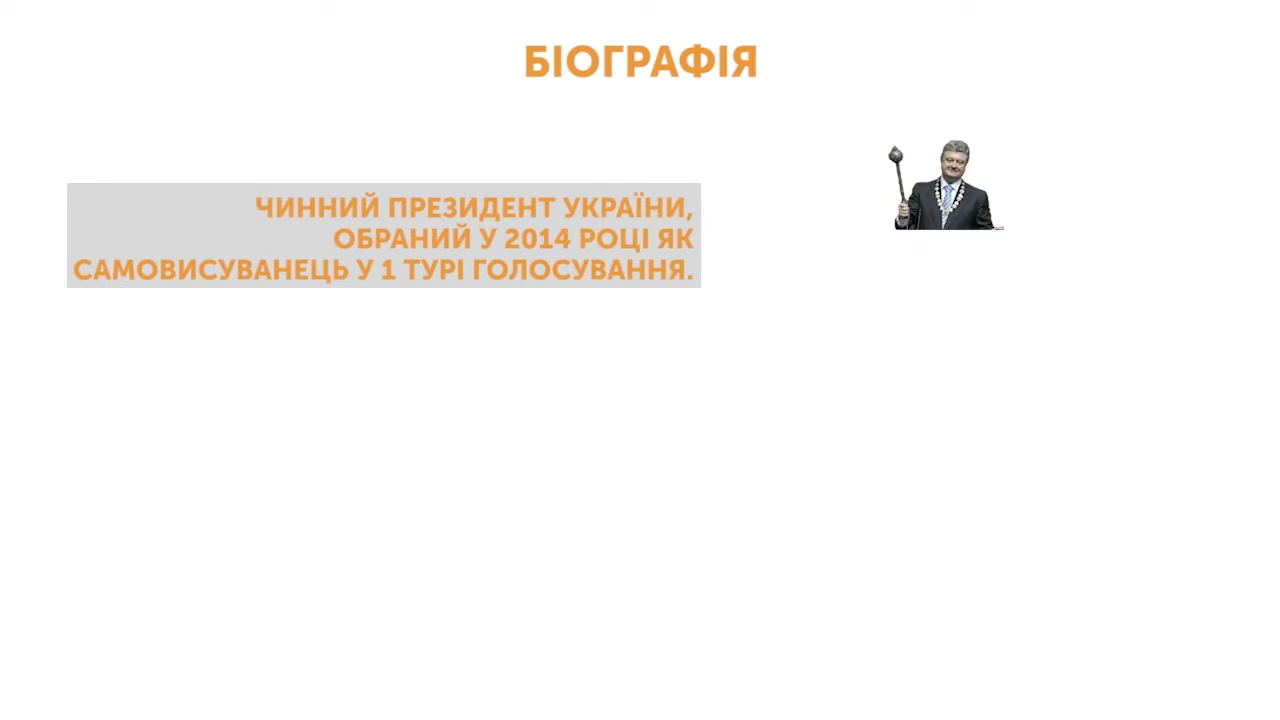 БІОГРАФІЯ
ЧИННИЙ ПРЕЗИДЕНТ УКРАЇНИ,
ОБРАНИЙ У 2014 РОЦІ ЯК
САМОВИСУВАНЕЦЬ У 1 ТУРІ ГОЛОСУВАННЯ.